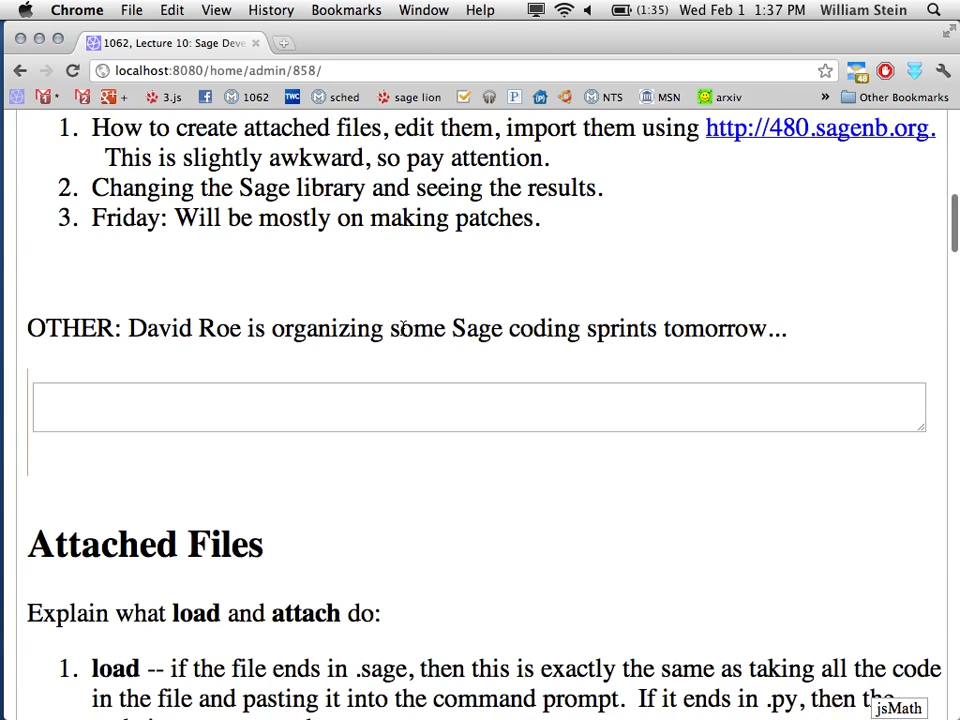 Chrome File Edit View History Bookmarks Window Help (1:35) Wed Feb 1 1:37 PM William Stein
1062, Lecture 10: Sage Deve
localhost:8080/home/admin/858/
48
* 2 + 3.js 1062 TWC sched sage lion P (p) NTS MSN arxiv » Other Bookmarks
1. How to create attached files, edit them, import them using http://480.sagenb.org.
This is slightly awkward, so pay attention.
2. Changing the Sage library and seeing the results.
3. Friday: Will be mostly on making patches.
OTHER: David Roe is organizing some Sage coding sprints tomorrow...
Attached Files
Explain what load and attach do:
1. load -- if the file ends in .sage, then this is exactly the same as taking all the code
in the file and pasting it into the command prompt. If it ends in .py, then the
jsMath